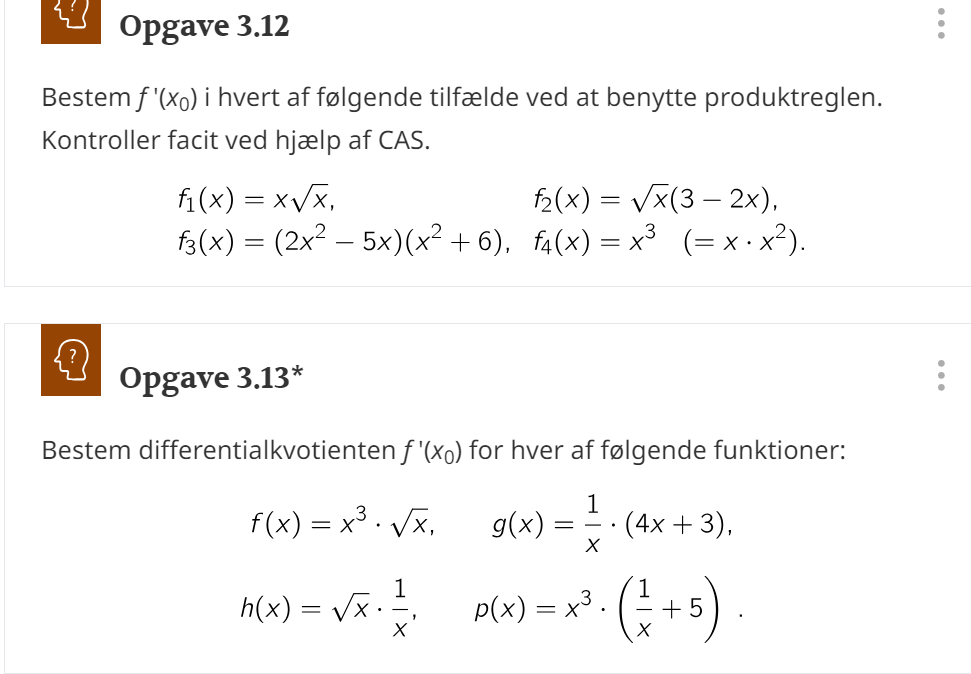 Opgave 3.12
Bestem f '(x₀) i hvert af følgende tilfælde ved at benytte produktreglen.
Kontroller facit ved hjælp af CAS.
f₁(x) = x√x, f₂(x) = √x(3 − 2x),
f₃(x) = (2x² − 5x)(x² + 6), f₄(x) = x³ (= x · x²).
?
Opgave 3.13*
Bestem differentialkvotienten f '(x₀) for hver af følgende funktioner:
f(x) = x³ · √x, g(x) = 1/x · (4x + 3),
h(x) = √x · 1/x, p(x) = x³ · (1/x + 5) .